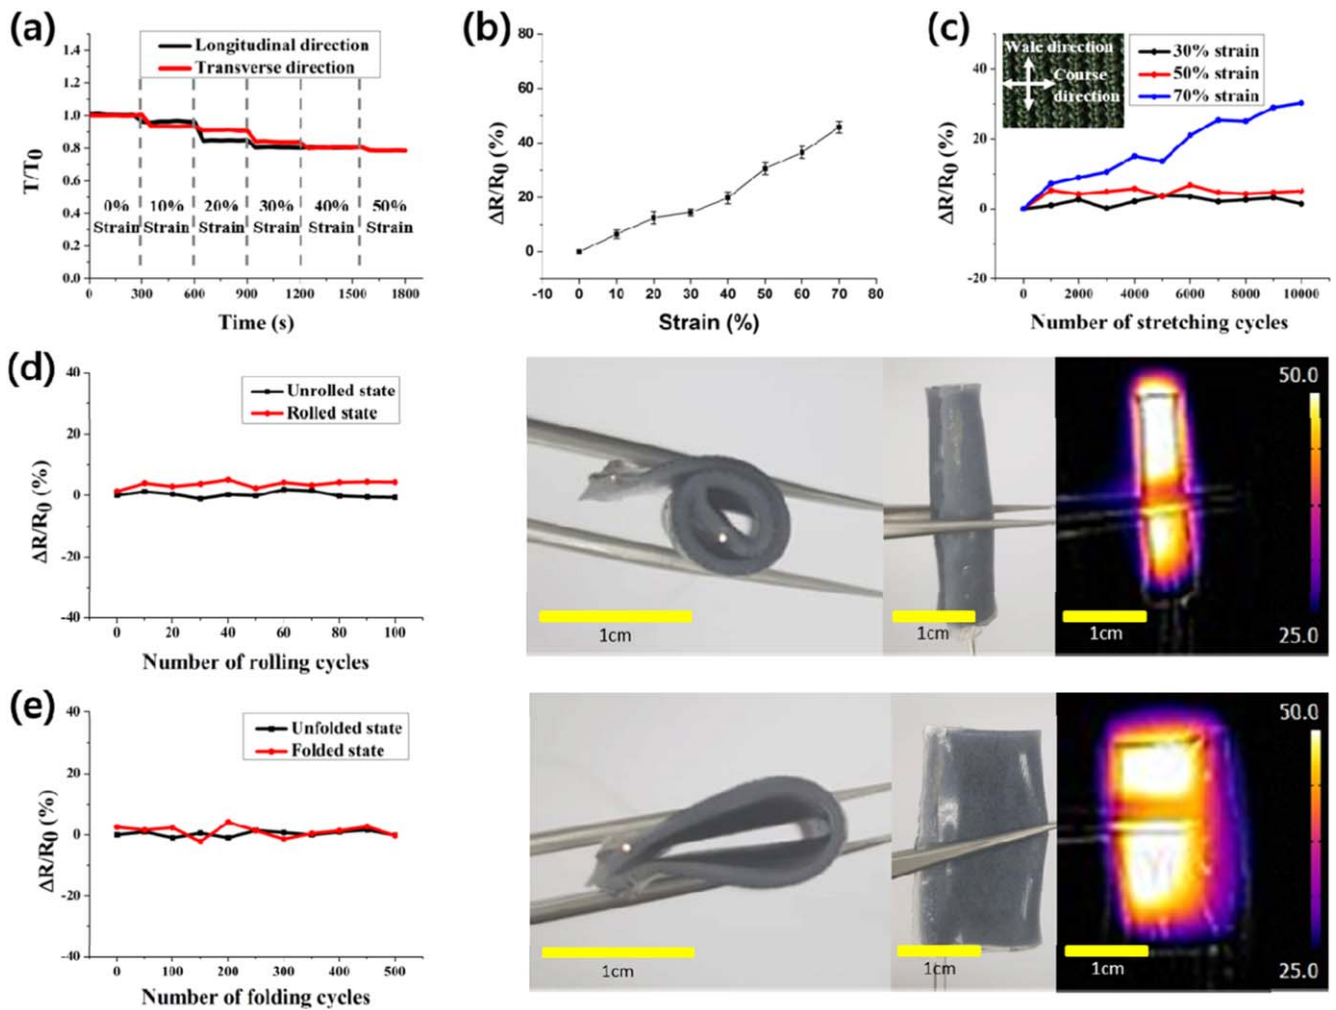 (a)
1.4
1.2
1.0
0.8
0.6
0.4
0.2
0.0
T/T0
Longitudinal direction
Transverse direction
0% 10% 20% 30% 40% 50%
Strain Strain Strain Strain Strain Strain
0 300 600 900 1200 1500 1800
Time (s)
(b)
80
60
40
20
0
ΔR/R0 (%)
-10 0 10 20 30 40 50 60 70 80
Strain (%)
(c)
40
20
0
-20
ΔR/R0 (%)
Wale direction
Course
direction
30% strain
50% strain
70% strain
0 2000 4000 6000 8000 10000
Number of stretching cycles
(d)
40
20
0
-20
-40
ΔR/R0 (%)
Unrolled state
Rolled state
0 20 40 60 80 100
Number of rolling cycles
1cm
1cm
1cm
50.0
25.0
(e)
40
20
0
-20
-40
ΔR/R0 (%)
Unfolded state
Folded state
0 100 200 300 400 500
Number of folding cycles
1cm
1cm
1cm
50.0
25.0